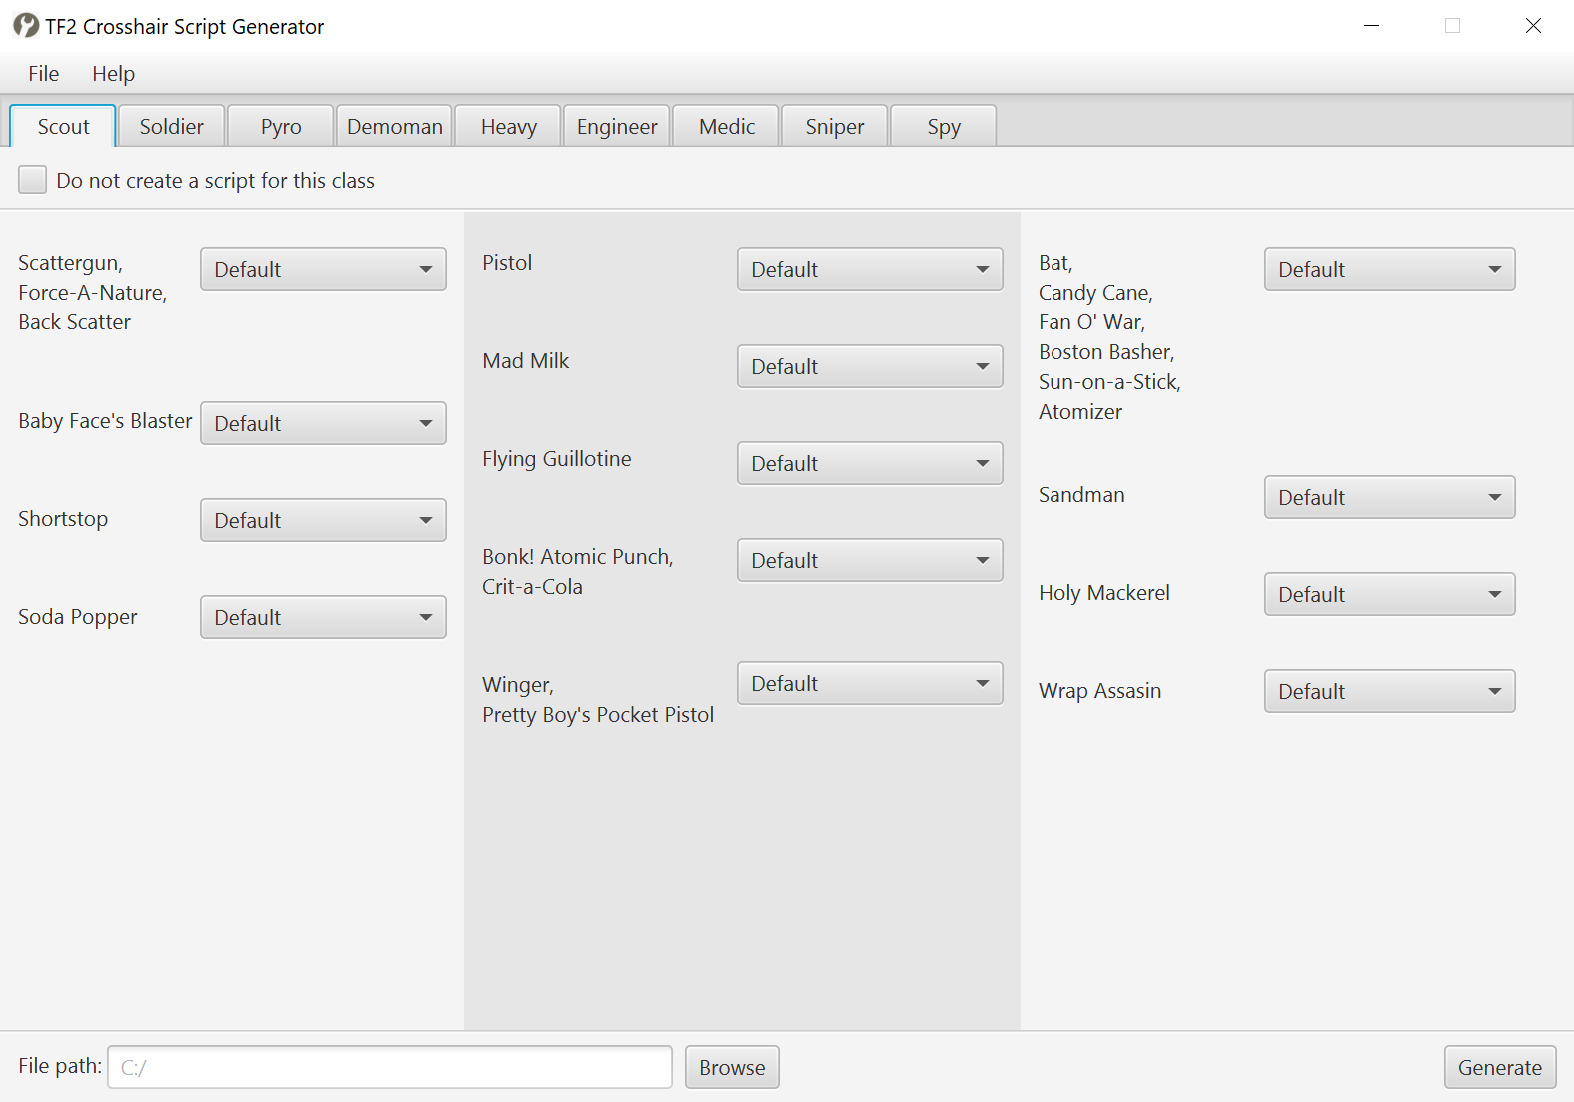 TF2 Crosshair Script Generator
File Help
Scout Soldier Pyro Demoman Heavy Engineer Medic Sniper Spy
Do not create a script for this class
Scattergun,
Force-A-Nature,
Back Scatter
Default
Baby Face's Blaster Default
Shortstop Default
Soda Popper Default
Pistol Default
Mad Milk Default
Flying Guillotine Default
Bonk! Atomic Punch,
Crit-a-Cola
Default
Winger,
Pretty Boy's Pocket Pistol
Default
Bat,
Candy Cane,
Fan O' War,
Boston Basher,
Sun-on-a-Stick,
Atomizer
Default
Sandman Default
Holy Mackerel Default
Wrap Assasin Default
File path: C:/ Browse Generate